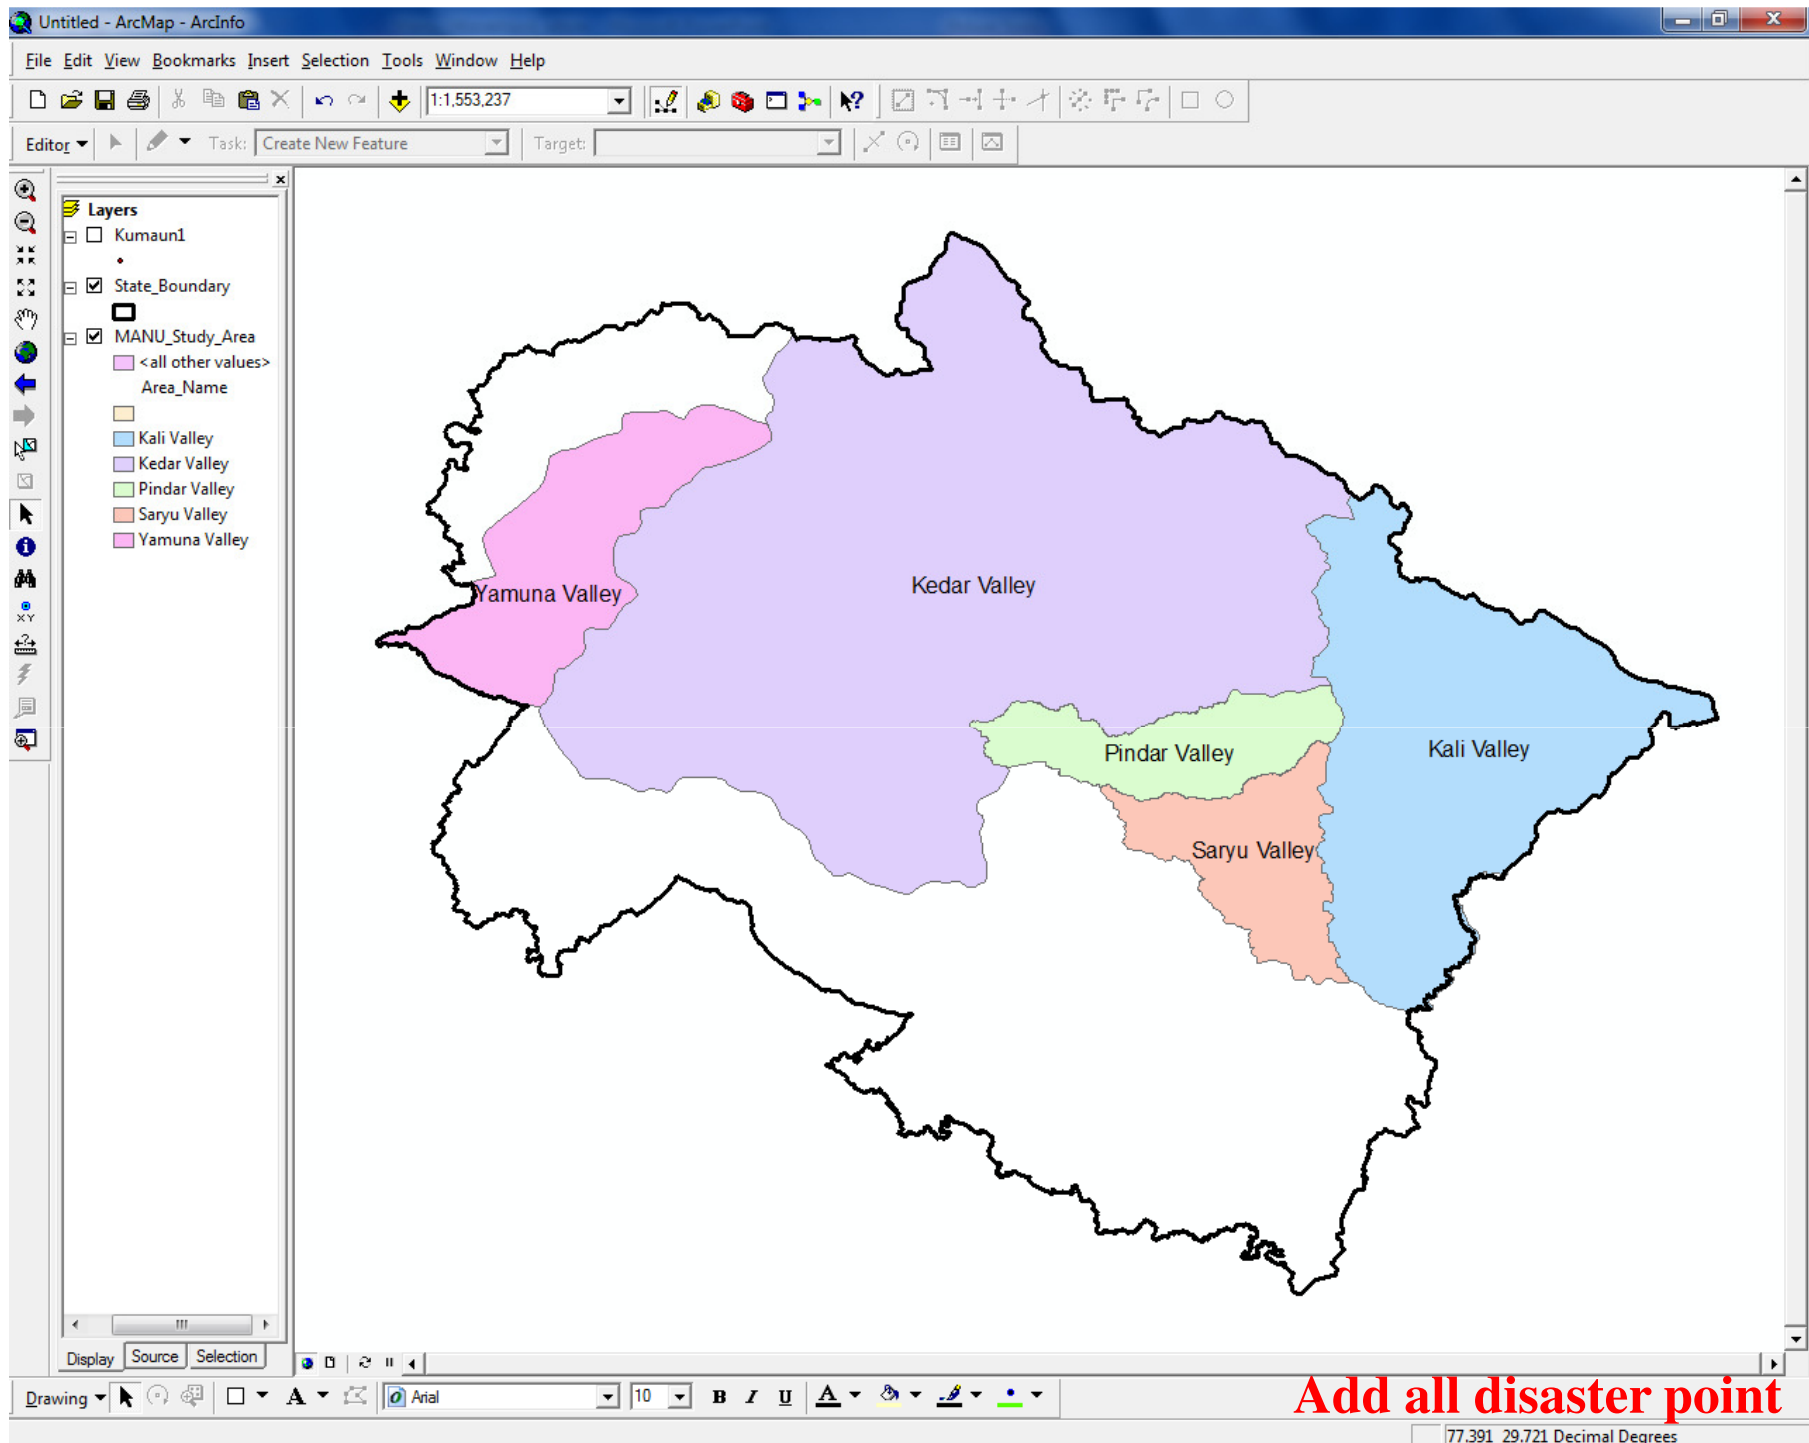 Untitled - ArcMap - ArcInfo
File Edit View Bookmarks Insert Selection Tools Window Help
1:1,553,237
Editor Task: Create New Feature Target:
Layers
Kumaun1
State_Boundary
MANU_Study_Area
<all other values>
Area_Name
Kali Valley
Kedar Valley
Pindar Valley
Saryu Valley
Yamuna Valley
Kedar Valley
Yamuna Valley
Pindar Valley
Kali Valley
Saryu Valley
Display Source Selection
Drawing A Arial 10 B I U A
Add all disaster point
77.391 29.721 Decimal Degrees